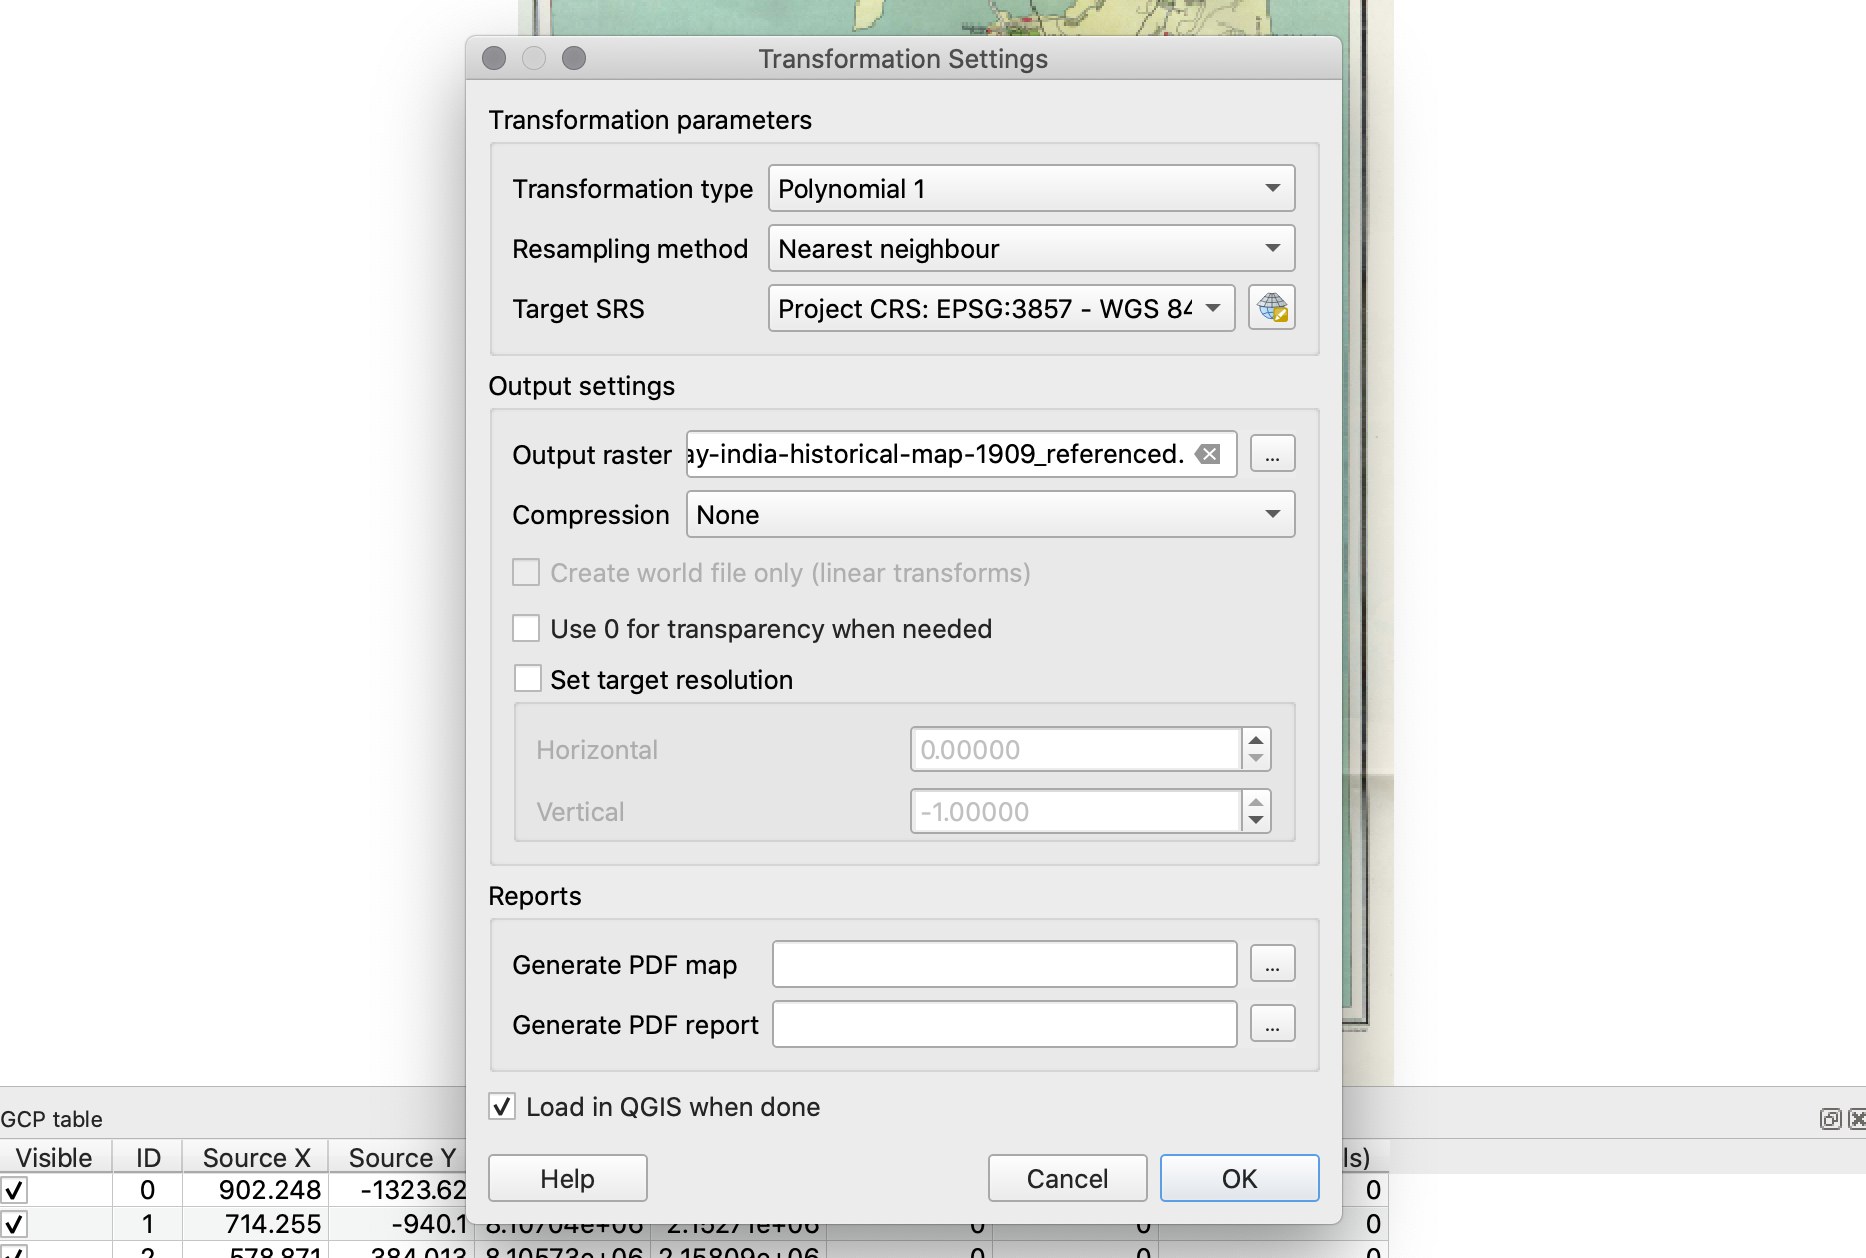 Transformation Settings
Transformation parameters
Transformation type Polynomial 1
Resampling method Nearest neighbour
Target SRS Project CRS: EPSG:3857 - WGS 84
Output settings
Output raster ay-india-historical-map-1909_referenced.
...
Compression None
Create world file only (linear transforms)
Use 0 for transparency when needed
Set target resolution
Horizontal 0.00000
Vertical -1.00000
Reports
Generate PDF map ...
Generate PDF report ...
Load in QGIS when done
Help Cancel OK
GCP table
Visible ID Source X Source Y ls)
0 902.248 -1323.62 0
1 714.255 -940.1 8.10704e+06 2.15271e+06 0 0 0
2 578.871 384.013 8.10573e+06 2.15809e+06 0 0 0